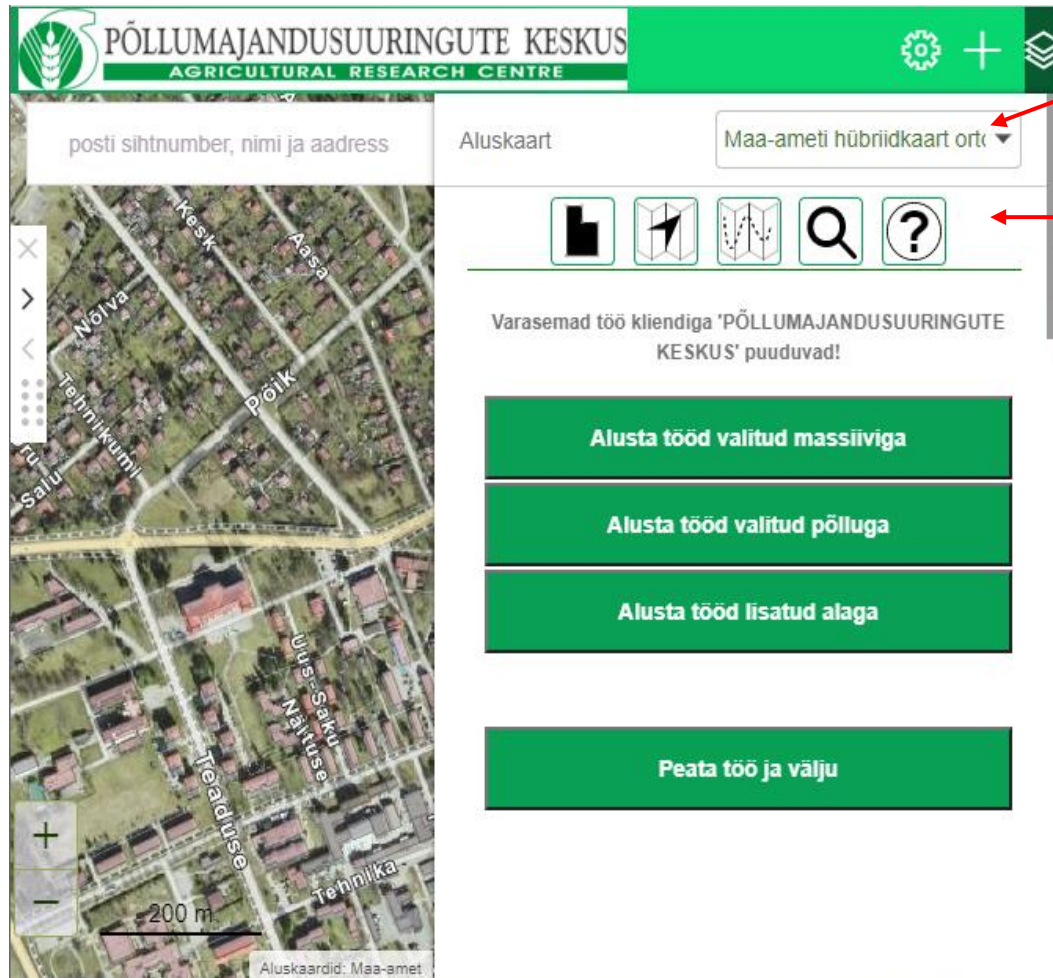 PÕLLUMAJANDUSUURINGUTE KESKUS
AGRICULTURAL RESEARCH CENTRE
posti sihtnumber, nimi ja aadress
Aluskaart
Maa-ameti hübriidkaart orto
?
Varasemad töö kliendiga 'PÕLLUMAJANDUSUURINGUTE
KESKUS' puuduvad!
Alusta tööd valitud massiiviga
Alusta tööd valitud põlluga
Alusta tööd lisatud alaga
Peata töö ja välju
Kesk
Aasa
Nõlva
Põik
Tehnikumi
ru
Salu
Uus-Saku
Näituse
Teaduse
Tehnika
+
−
200 m
Aluskaardid: Maa-amet